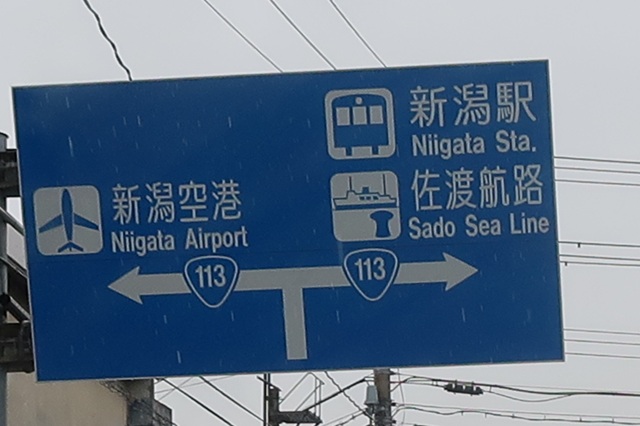 新潟空港
Niigata Airport
113
新潟駅
Niigata Sta.
佐渡航路
Sado Sea Line
113